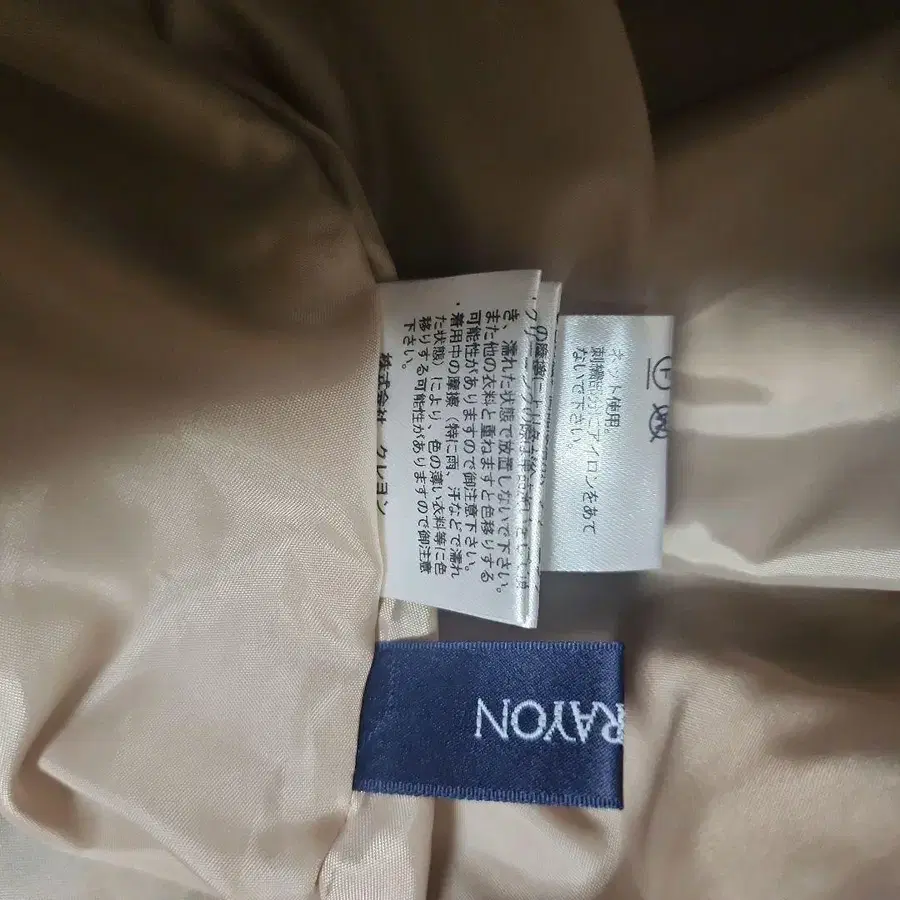 き、濡れた状態で放置しないで下さい。
また他の衣料と重ねますと色移りする
可能性がありますので御注意下さい。
・着用中の摩擦（特に雨、汗などで濡れ
た状態）により、色の薄い衣料等に色
移りする可能性がありますので御注意
下さい。
株式会社 クレヨン
ネット使用。
アイロンをあて
ないで下さい
RAYON